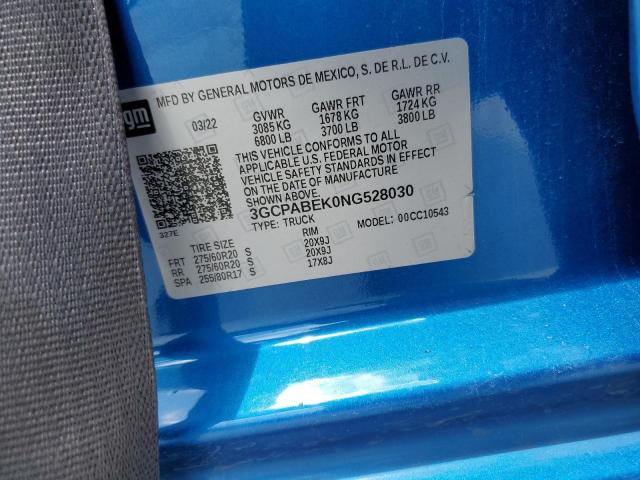 MFD BY GENERAL MOTORS DE MEXICO, S. DE R.L. DE C.V.
gm
03/22
GVWR GAWR FRT GAWR RR
3085 KG 1678 KG 1724 KG
6800 LB 3700 LB 3800 LB
THIS VEHICLE CONFORMS TO ALL
APPLICABLE U.S. FEDERAL MOTOR
VEHICLE SAFETY STANDARDS IN EFFECT
ON THE DATE OF MANUFACTURE
SHOWN ABOVE.
3GCPABEK0NG528030
327E
TYPE: TRUCK MODEL: 00CC10543
TIRE SIZE RIM
FRT 275/60R20 S 20X9J
RR 275/60R20 S 20X9J
SPA 255/80R17 S 17X8J